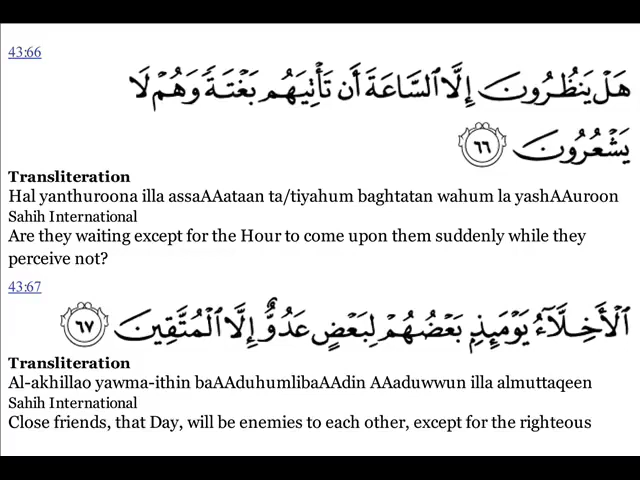 43:66
هَلْ يَنظُرُونَ إِلَّا ٱلسَّاعَةَ أَن تَأْتِيَهُم بَغْتَةً وَهُمْ لَا
يَشْعُرُونَ ٦٦
Transliteration
Hal yanthuroona illa assaAAataan ta/tiyahum baghtatan wahum la yashAAuroon
Sahih International
Are they waiting except for the Hour to come upon them suddenly while they
perceive not?
43:67
ٱلْأَخِلَّآءُ يَوْمَئِذٍۭ بَعْضُهُمْ لِبَعْضٍ عَدُوٌّ إِلَّا ٱلْمُتَّقِينَ ٦٧
Transliteration
Al-akhillao yawma-ithin baAAduhumlibaAAdin AAaduwwun illa almuttaqeen
Sahih International
Close friends, that Day, will be enemies to each other, except for the righteous